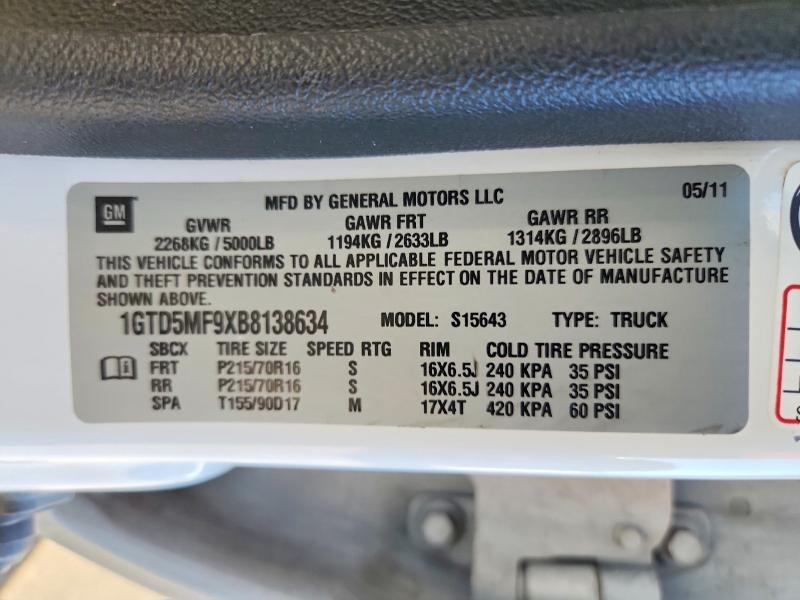 GM
MFD BY GENERAL MOTORS LLC 05/11
GVWR GAWR FRT GAWR RR
2268KG / 5000LB 1194KG / 2633LB 1314KG / 2896LB
THIS VEHICLE CONFORMS TO ALL APPLICABLE FEDERAL MOTOR VEHICLE SAFETY
AND THEFT PREVENTION STANDARDS IN EFFECT ON THE DATE OF MANUFACTURE
SHOWN ABOVE.
1GTD5MF9XB8138634 MODEL: S15643 TYPE: TRUCK
SBCX TIRE SIZE SPEED RTG RIM COLD TIRE PRESSURE
FRT P215/70R16 S 16X6.5J 240 KPA 35 PSI
RR P215/70R16 S 16X6.5J 240 KPA 35 PSI
SPA T155/90D17 M 17X4T 420 KPA 60 PSI